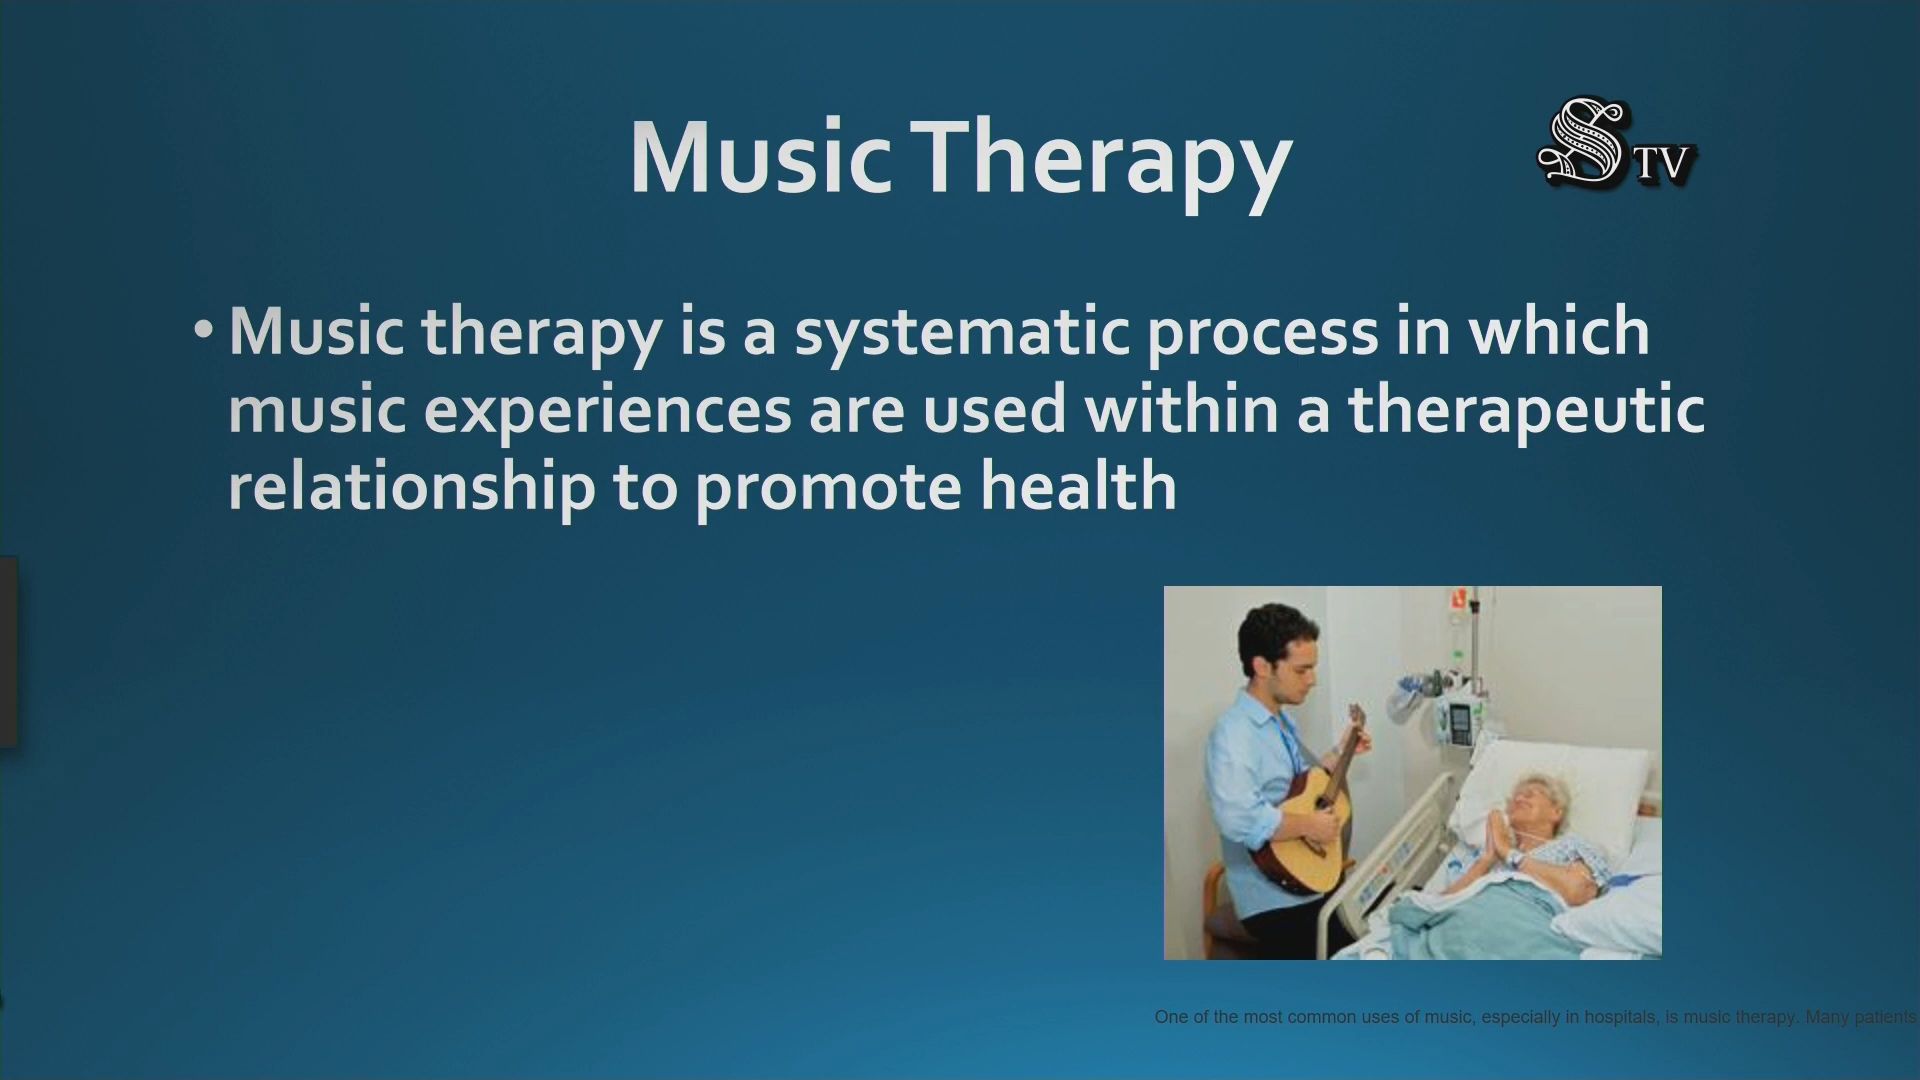 Music Therapy
S TV
• Music therapy is a systematic process in which
music experiences are used within a therapeutic
relationship to promote health
One of the most common uses of music, especially in hospitals, is music therapy. Many patients